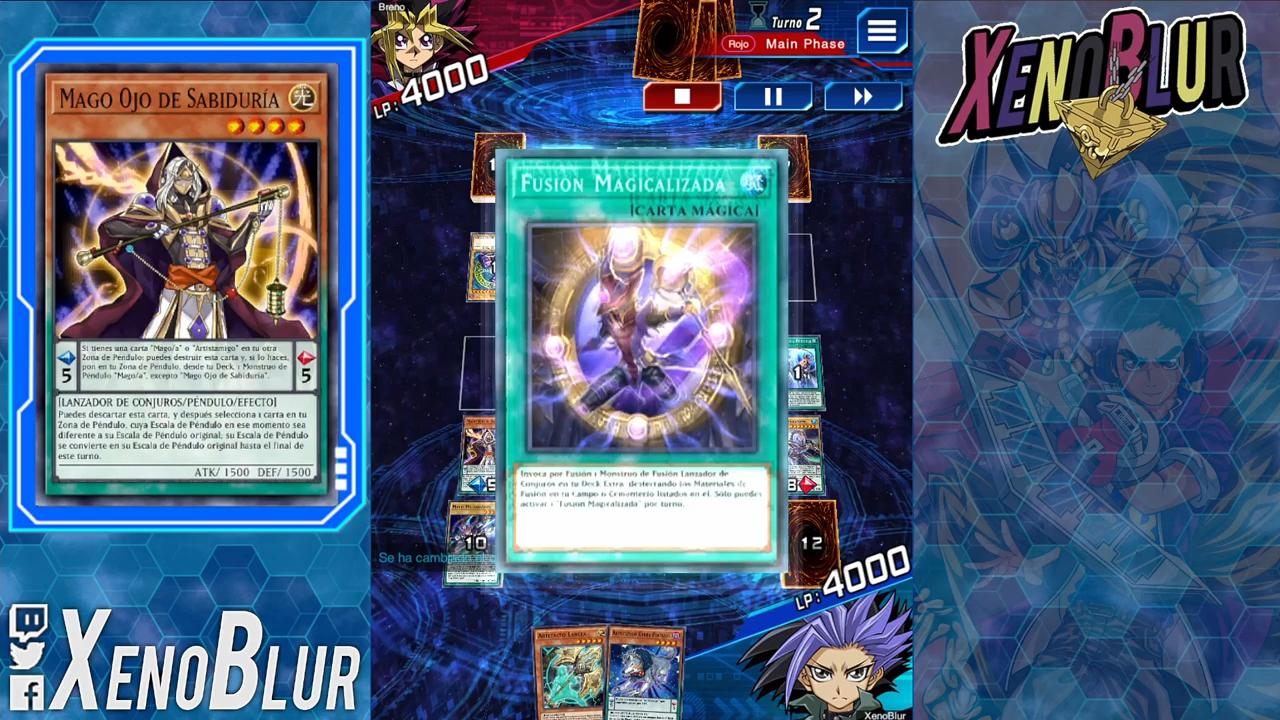 MAGO OJO DE SABIDURÍA
5
Si tienes una carta "Mago/a" o "Artistamigo" en tu otra
Zona de Péndulo: puedes destruir esta carta y, si lo haces,
pon en tu Zona de Péndulo, desde tu Deck, 1 Monstruo de
Péndulo "Mago/a", excepto "Mago Ojo de Sabiduría".
5
[LANZADOR DE CONJUROS/PÉNDULO/EFECTO]
Puedes descartar esta carta, y después selecciona 1 carta en tu
Zona de Péndulo, cuya Escala de Péndulo en ese momento sea
diferente a su Escala de Péndulo original; su Escala de Péndulo
se convierte en su Escala de Péndulo original hasta el final de
este turno.
ATK/ 1500 DEF/ 1500
XENOBLUR
Breno
LP: 4000
Turno 2
Rojo Main Phase
FUSIÓN MAGICALIZADA
[CARTA MÁGICA]
Invoca por Fusión 1 Monstruo de Fusión Lanzador de
Conjuros en tu Deck Extra, desterrando los Materiales de
Fusión en tu Campo o Cementerio listados en él. Sólo puedes
activar 1 "Fusión Magicalizada" por turno.
1
5
8
10
12
Se ha cambiado
LP: 4000
XenoBlur
XENOBLUR